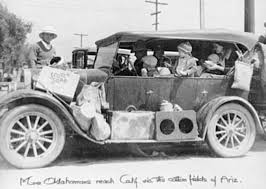 More Oklahomans reach Calif via the cotton fields of Ariz.